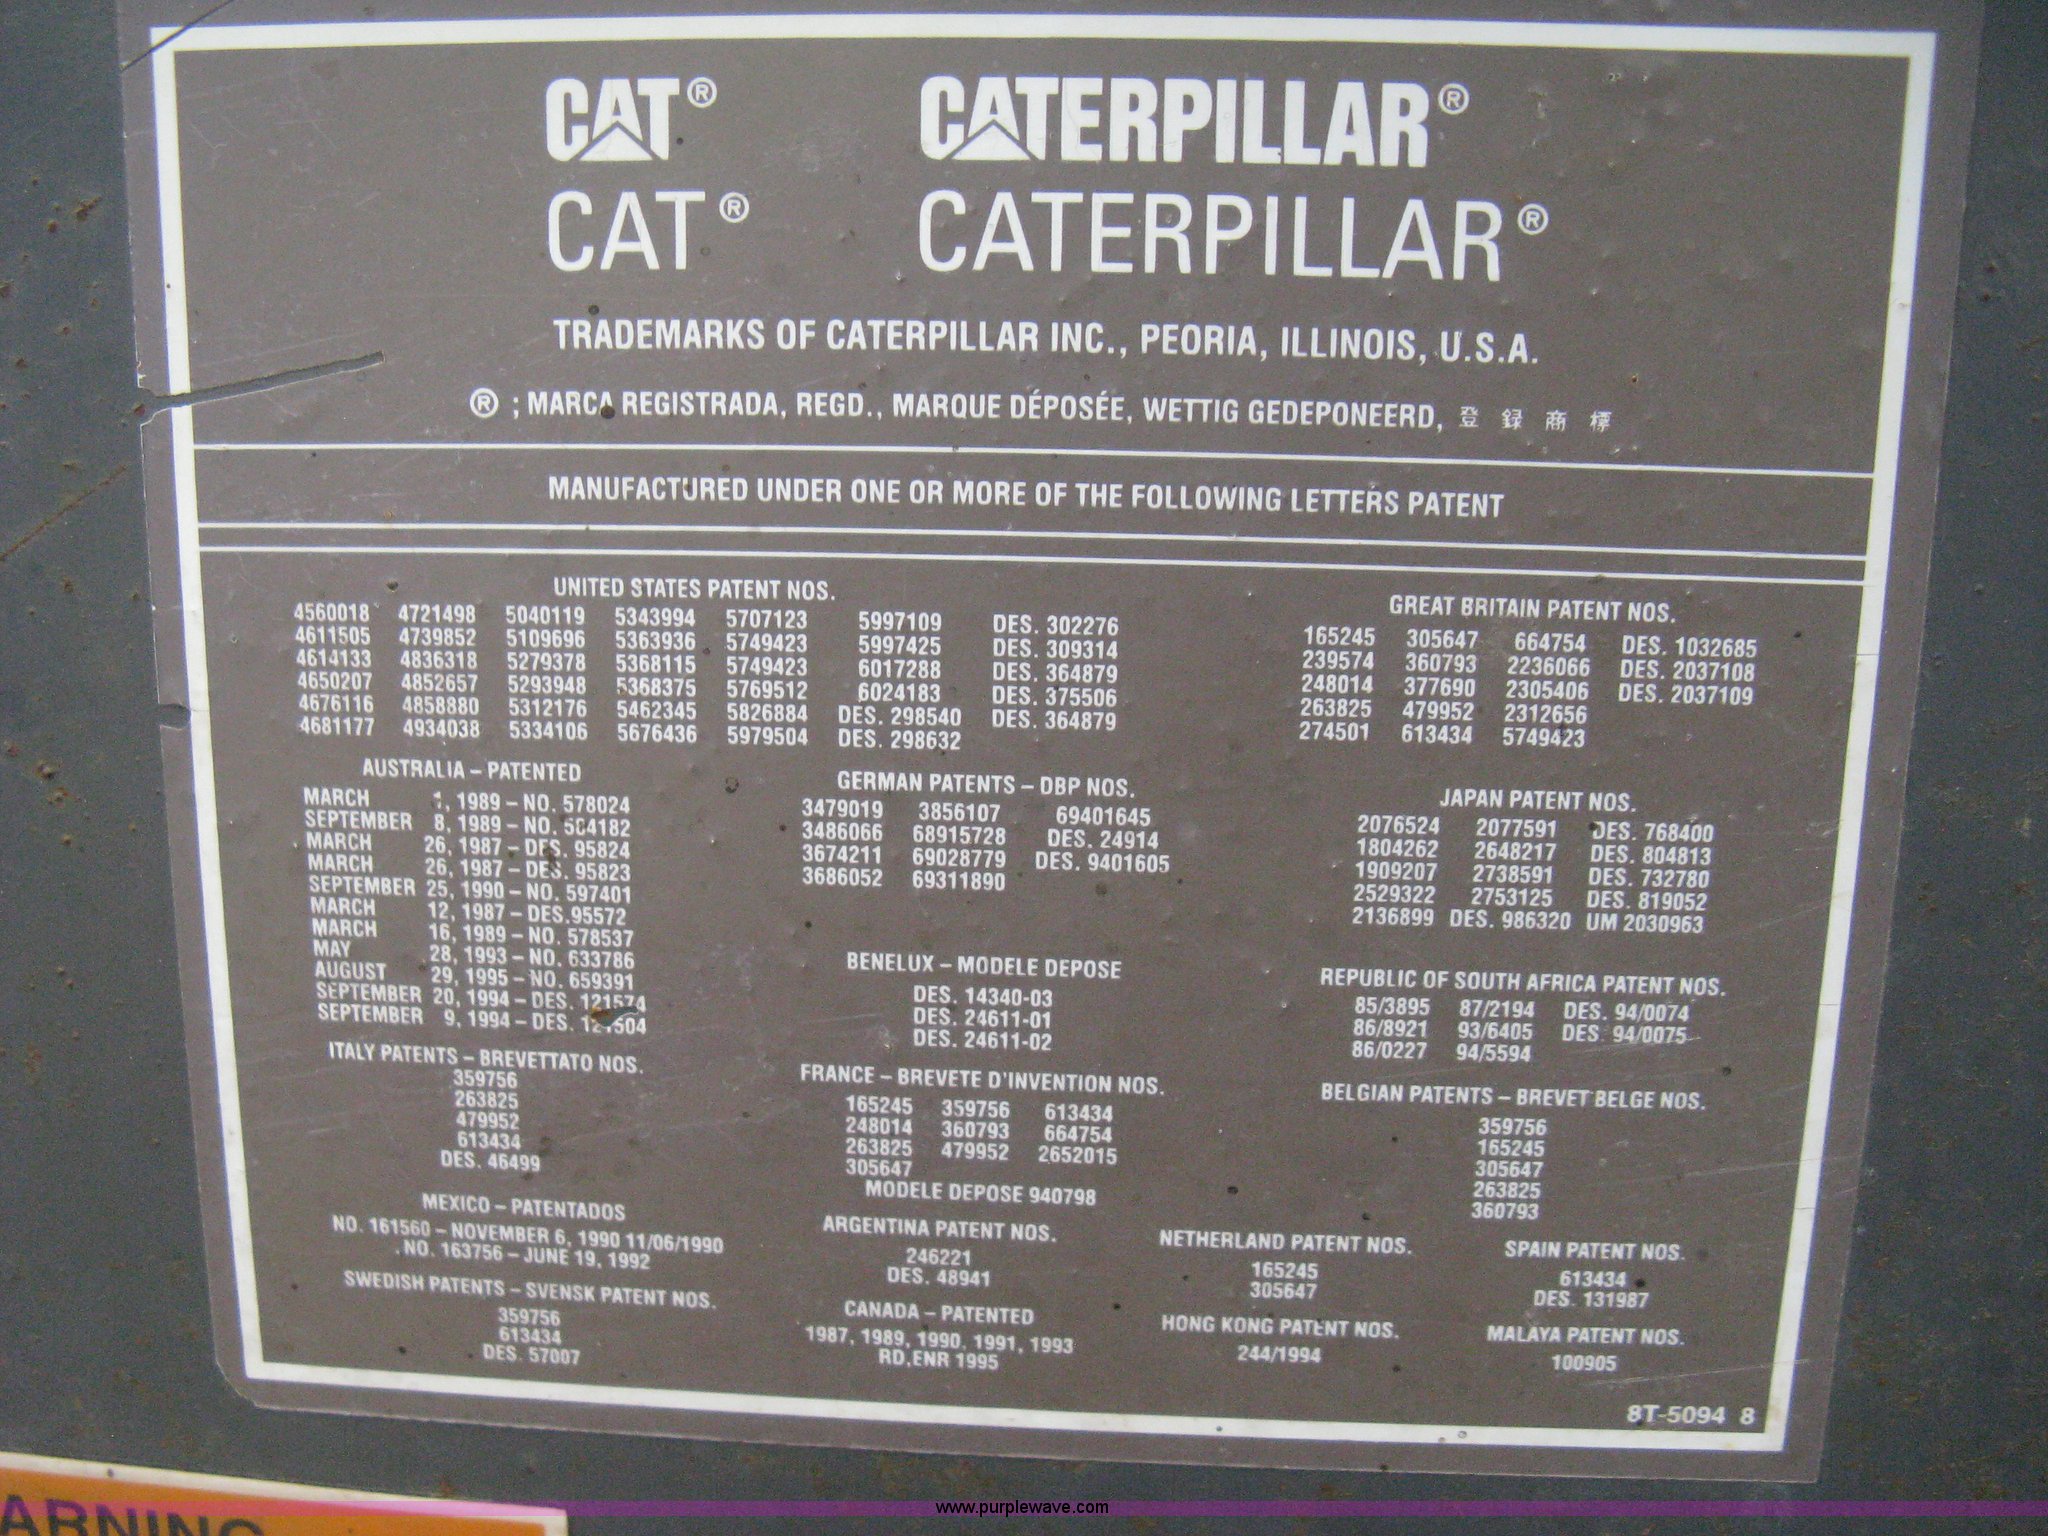 CAT® CATERPILLAR®
CAT® CATERPILLAR®
TRADEMARKS OF CATERPILLAR INC., PEORIA, ILLINOIS, U.S.A.
® ; MARCA REGISTRADA, REGD., MARQUE DÉPOSÉE, WETTIG GEDEPONEERD, 登 録 商 標
MANUFACTURED UNDER ONE OR MORE OF THE FOLLOWING LETTERS PATENT
UNITED STATES PATENT NOS.
4560018 4721498 5040119 5343994 5707123 5997109 DES. 302276
4611505 4739852 5109696 5363936 5749423 5997425 DES. 309314
4614133 4836318 5279378 5368115 5749423 6017288 DES. 364879
4650207 4852657 5293948 5368375 5769512 6024183 DES. 375506
4676116 4858880 5312176 5462345 5826884 DES. 298540 DES. 364879
4681177 4934038 5334106 5676436 5979504 DES. 298632
GREAT BRITAIN PATENT NOS.
165245 305647 664754 DES. 1032685
239574 360793 2236066 DES. 2037108
248014 377690 2305406 DES. 2037109
263825 479952 2312656
274501 613434 5749423
AUSTRALIA – PATENTED
MARCH 1, 1989 – NO. 578024
SEPTEMBER 8, 1989 – NO. 584182
MARCH 26, 1987 – DES. 95824
MARCH 26, 1987 – DES. 95823
SEPTEMBER 25, 1990 – NO. 597401
MARCH 12, 1987 – DES.95572
MARCH 16, 1989 – NO. 578537
MAY 28, 1993 – NO. 633786
AUGUST 29, 1995 – NO. 659391
SEPTEMBER 20, 1994 – DES. 121574
SEPTEMBER 9, 1994 – DES. 121504
GERMAN PATENTS – DBP NOS.
3479019 3856107 69401645
3486066 68915728 DES. 24914
3674211 69028779 DES. 9401605
3686052 69311890
JAPAN PATENT NOS.
2076524 2077591 DES. 768400
1804262 2648217 DES. 804813
1909207 2738591 DES. 732780
2529322 2753125 DES. 819052
2136899 DES. 986320 UM 2030963
BENELUX – MODELE DEPOSE
DES. 14340-03
DES. 24611-01
DES. 24611-02
REPUBLIC OF SOUTH AFRICA PATENT NOS.
85/3895 87/2194 DES. 94/0074
86/8921 93/6405 DES. 94/0075
86/0227 94/5594
ITALY PATENTS – BREVETTATO NOS.
359756
263825
479952
613434
DES. 46499
FRANCE – BREVETE D'INVENTION NOS.
165245 359756 613434
248014 360793 664754
263825 479952 2652015
305647
MODELE DEPOSE 940798
BELGIAN PATENTS – BREVET BELGE NOS.
359756
165245
305647
263825
360793
MEXICO – PATENTADOS
NO. 161560 – NOVEMBER 6, 1990 11/06/1990
NO. 163756 – JUNE 19, 1992
ARGENTINA PATENT NOS.
246221
DES. 48941
NETHERLAND PATENT NOS.
165245
305647
SPAIN PATENT NOS.
613434
DES. 131987
SWEDISH PATENTS – SVENSK PATENT NOS.
359756
613434
DES. 57007
CANADA – PATENTED
1987, 1989, 1990, 1991, 1993
RD.ENR 1995
HONG KONG PATENT NOS.
244/1994
MALAYA PATENT NOS.
100905
8T-5094 8
ARNING
www.purplewave.com